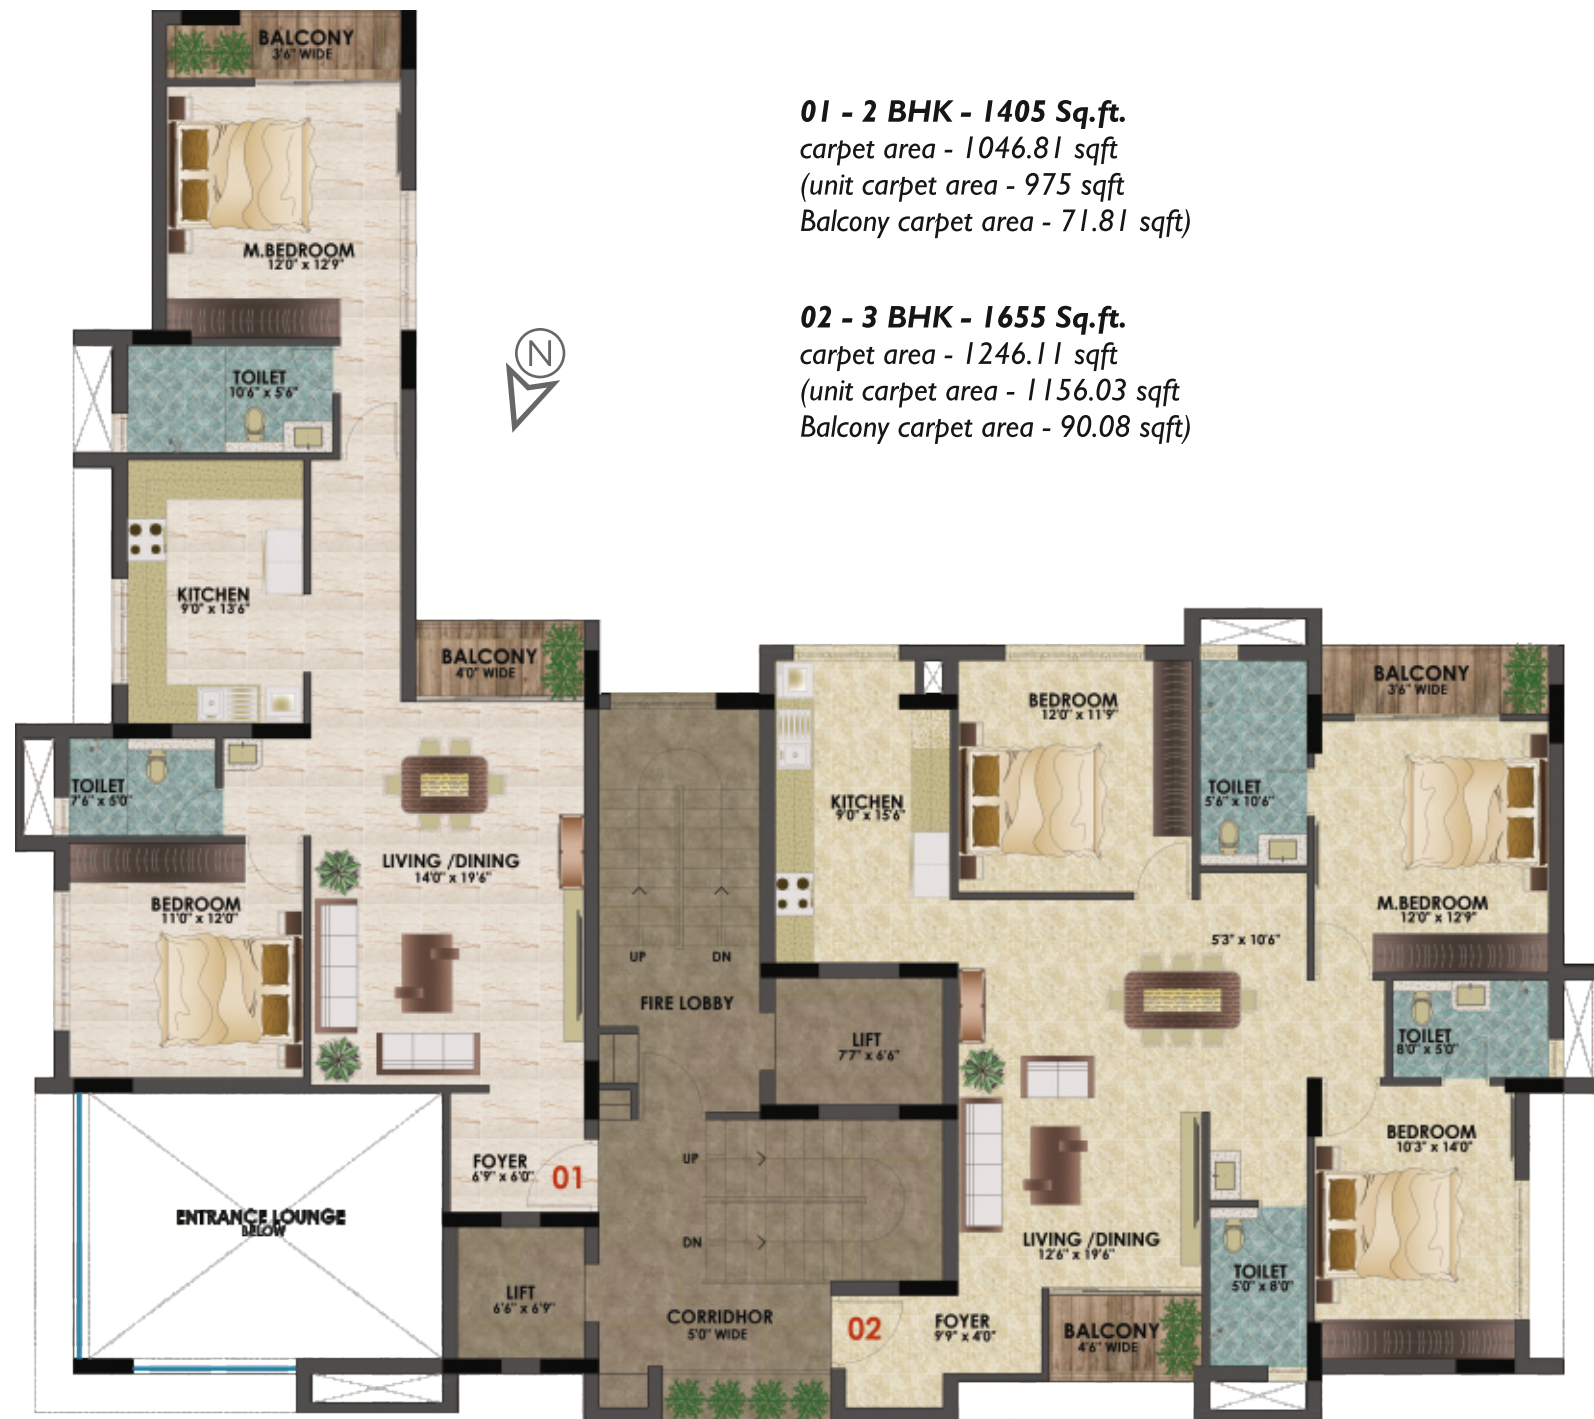 BALCONY
3'6" WIDE
01 - 2 BHK - 1405 Sq.ft.
carpet area - 1046.81 sqft
(unit carpet area - 975 sqft
Balcony carpet area - 71.81 sqft)
M.BEDROOM
12'0" x 12'9"
02 - 3 BHK - 1655 Sq.ft.
carpet area - 1246.11 sqft
(unit carpet area - 1156.03 sqft
Balcony carpet area - 90.08 sqft)
N
TOILET
10'6" x 5'6"
KITCHEN
9'0" x 13'6"
BALCONY
4'0" WIDE
TOILET
7'6" x 5'0"
LIVING /DINING
14'0" x 19'6"
BEDROOM
11'0" x 12'0"
UP
DN
FIRE LOBBY
LIFT
7'7" x 6'6"
FOYER
6'9" x 6'0"
01
ENTRANCE LOUNGE
BELOW
LIFT
6'6" x 6'9"
UP
DN
CORRIDHOR
5'0" WIDE
KITCHEN
9'0" x 15'6"
BEDROOM
12'0" x 11'9"
TOILET
5'6" x 10'6"
BALCONY
3'6" WIDE
M.BEDROOM
12'0" x 12'9"
5'3" x 10'6"
TOILET
8'0" x 5'0"
BEDROOM
10'3" x 14'0"
LIVING /DINING
12'6" x 19'6"
TOILET
5'0" x 8'0"
02
FOYER
9'9" x 4'0"
BALCONY
4'6" WIDE